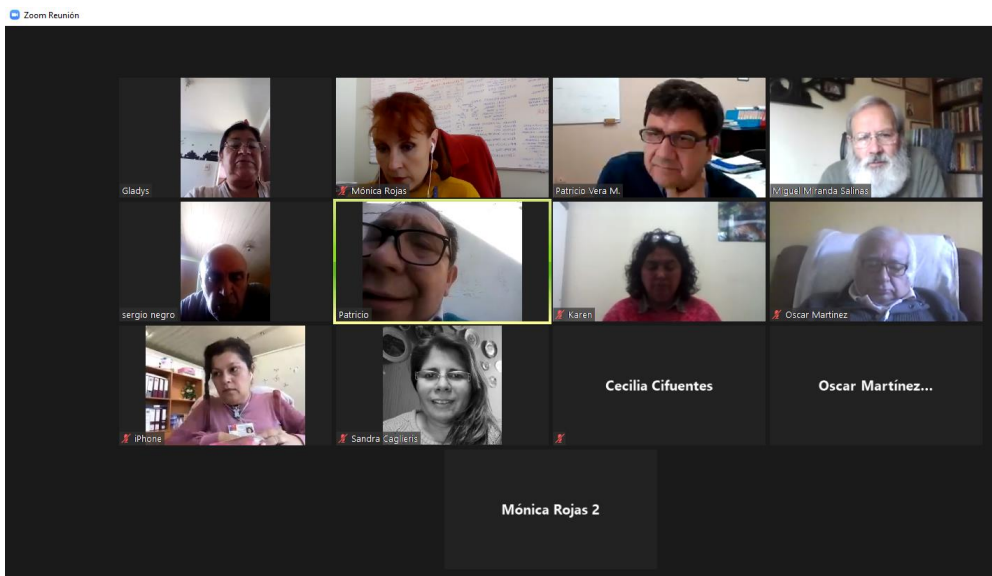 Zoom Reunión
Gladys
Mónica Rojas
Patricio Vera M.
Miguel Miranda Salinas
sergio negro
Patricio
Karen
Oscar Martinez
iPhone
Sandra Caglieris
Cecilia Cifuentes
Oscar Martínez...
Mónica Rojas 2